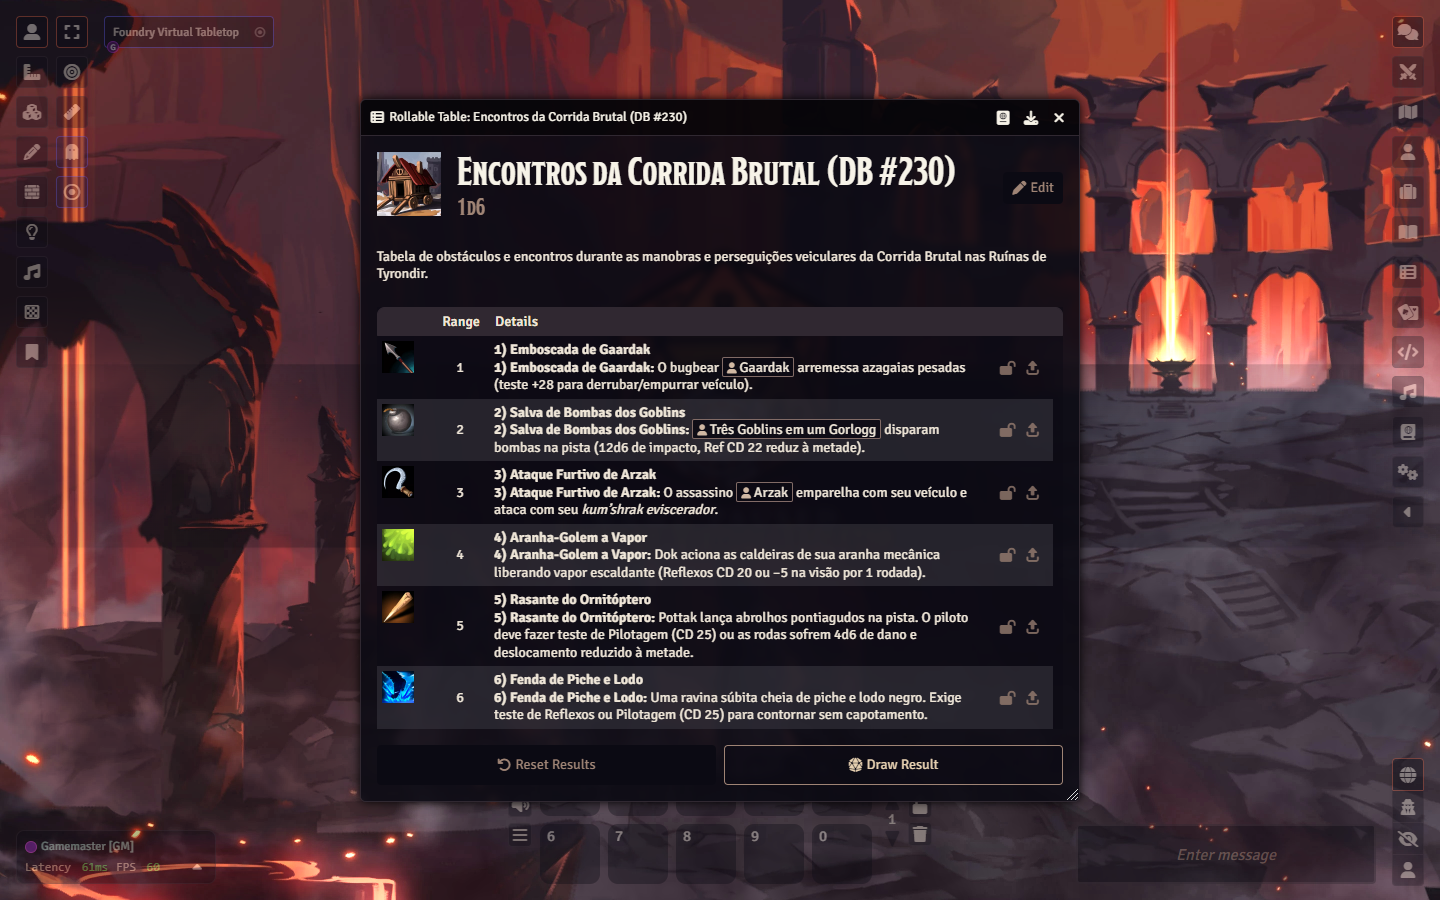 Foundry Virtual Tabletop
G
Rollable Table: Encontros da Corrida Brutal (DB #230)
Encontros da Corrida Brutal (DB #230)
1d6
Edit
Tabela de obstáculos e encontros durante as manobras e perseguições veiculares da Corrida Brutal nas Ruínas de
Tyrondir.
Range Details
1) Emboscada de Gaardak
1
1) Emboscada de Gaardak: O bugbear Gaardak arremessa azagaias pesadas
(teste +28 para derrubar/empurrar veículo).
2) Salva de Bombas dos Goblins
2
2) Salva de Bombas dos Goblins: Três Goblins em um Gorlogg disparam
bombas na pista (12d6 de impacto, Ref CD 22 reduz à metade).
3) Ataque Furtivo de Arzak
3
3) Ataque Furtivo de Arzak: O assassino Arzak emparelha com seu veículo e
ataca com seu kum'shrak eviscerador.
4) Aranha-Golem a Vapor
4
4) Aranha-Golem a Vapor: Dok aciona as caldeiras de sua aranha mecânica
liberando vapor escaldante (Reflexos CD 20 ou −5 na visão por 1 rodada).
5) Rasante do Ornitóptero
5
5) Rasante do Ornitóptero: Pottak lança abrolhos pontiagudos na pista. O piloto
deve fazer teste de Pilotagem (CD 25) ou as rodas sofrem 4d6 de dano e
deslocamento reduzido à metade.
6) Fenda de Piche e Lodo
6
6) Fenda de Piche e Lodo: Uma ravina súbita cheia de piche e lodo negro. Exige
teste de Reflexos ou Pilotagem (CD 25) para contornar sem capotamento.
Reset Results
Draw Result
6 7 8 9 0
1
Gamemaster [GM]
Latency 61ms FPS 60
Enter message